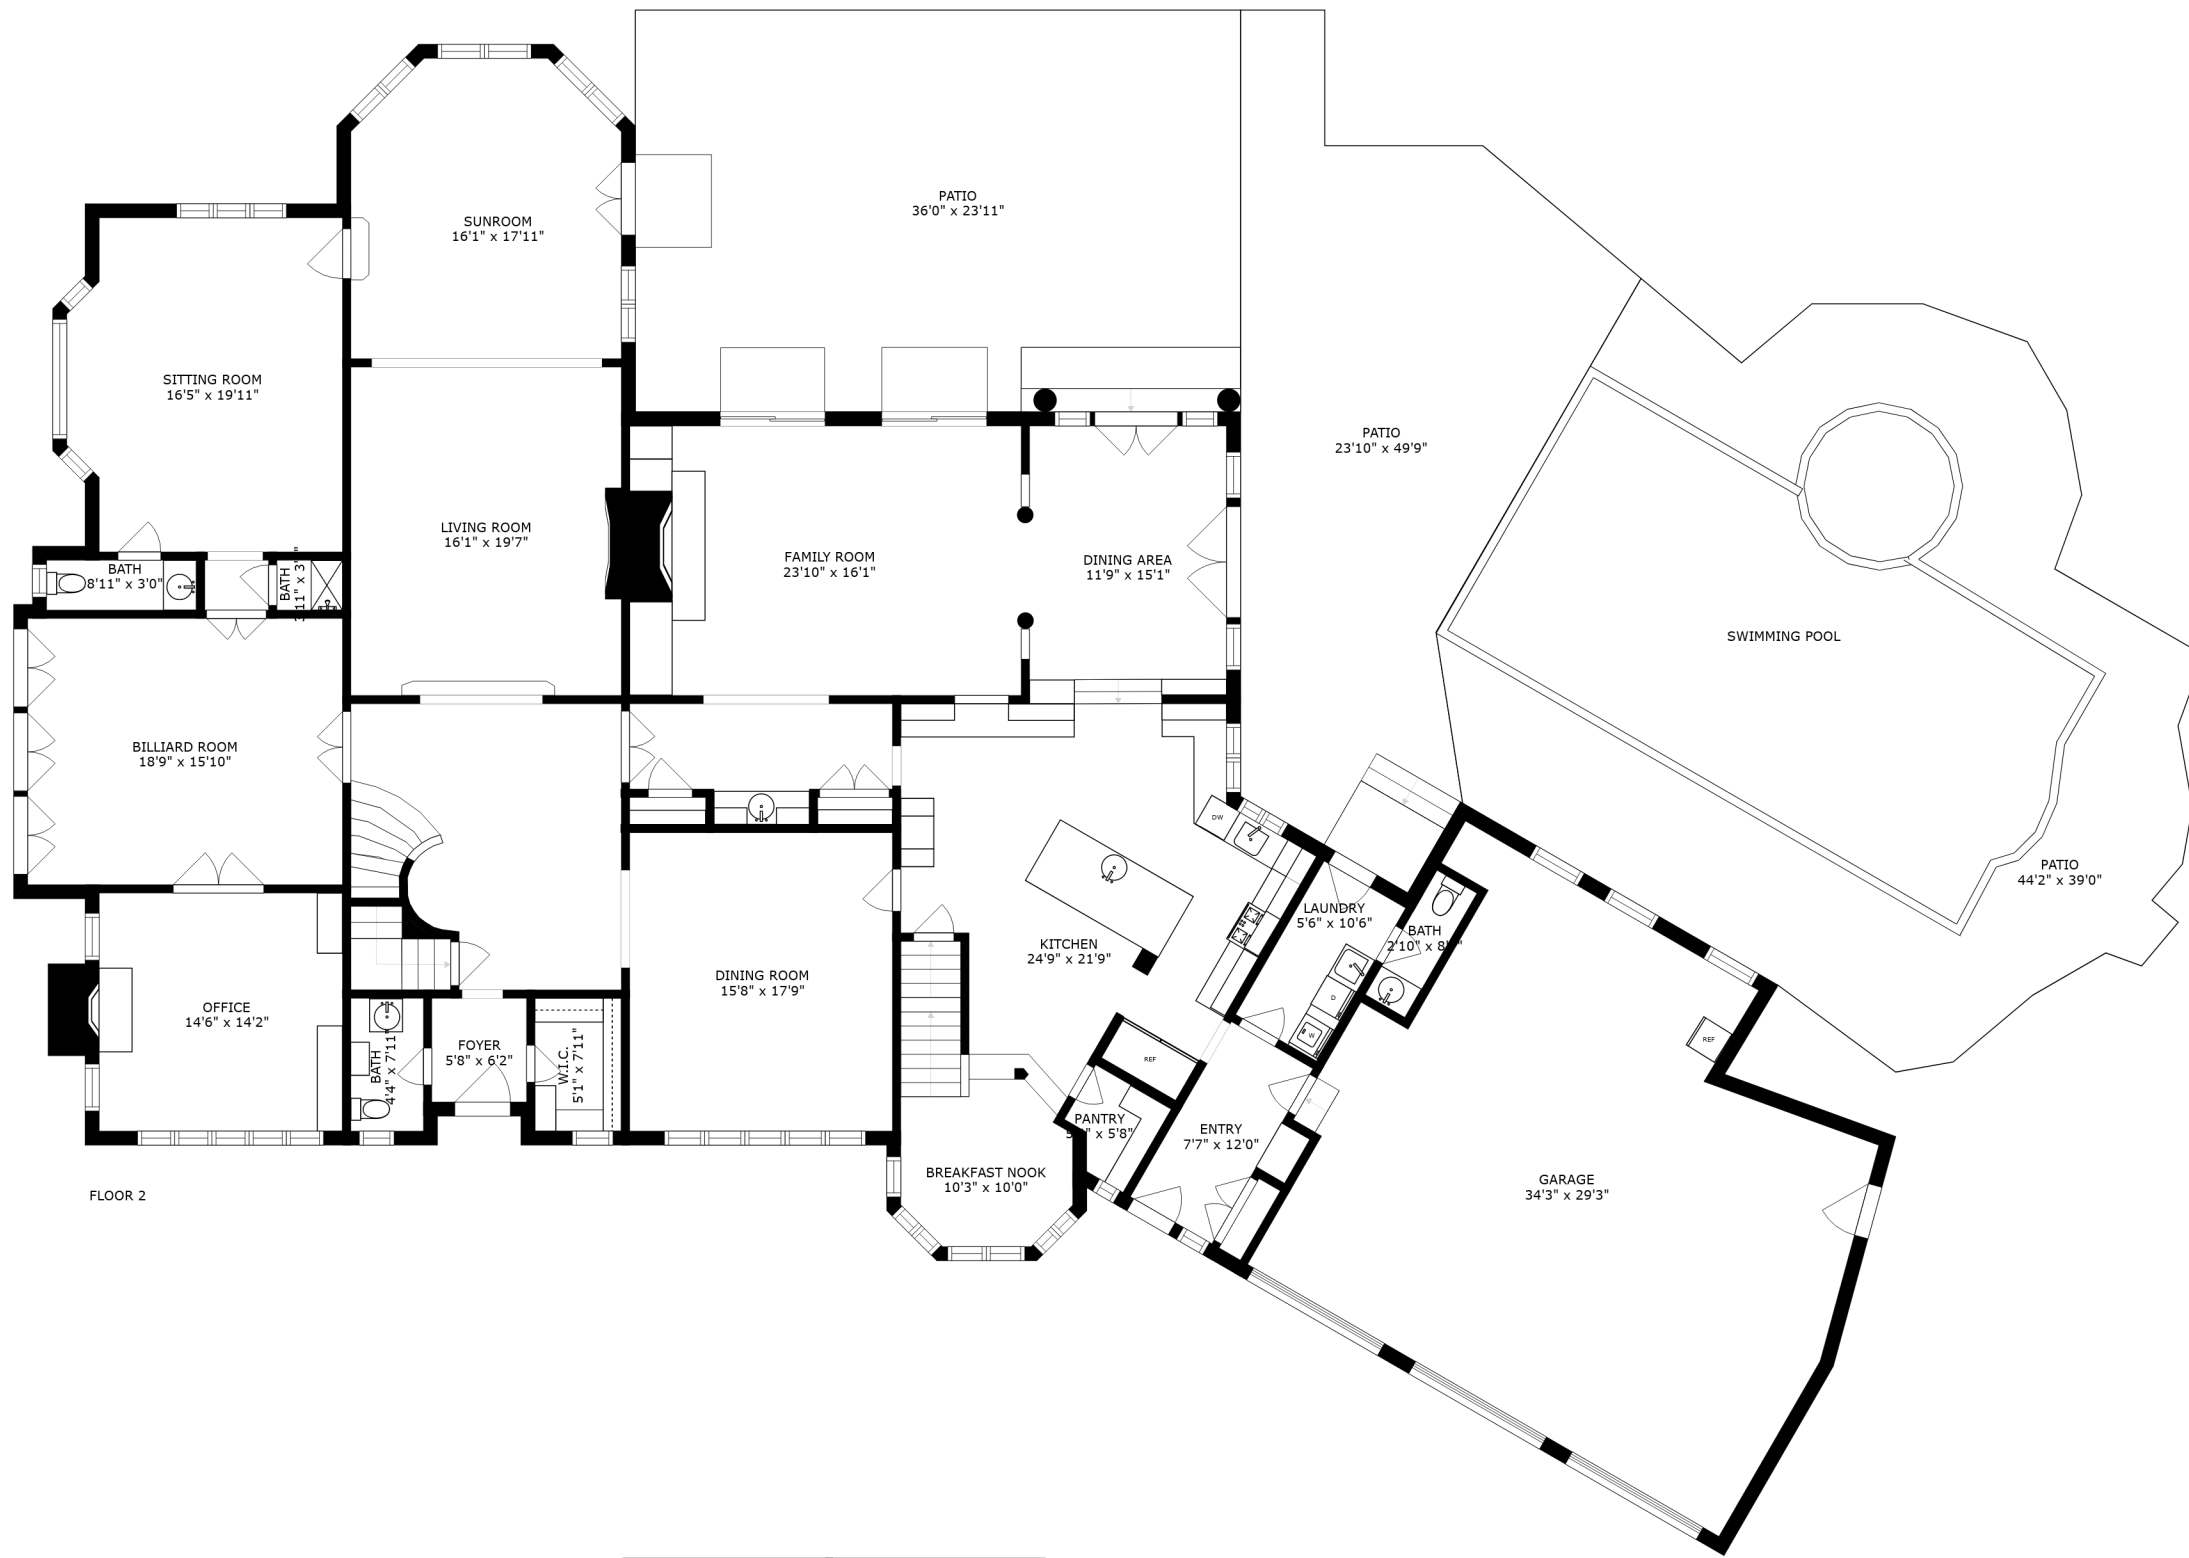 PATIO
36'0" x 23'11"
SUNROOM
16'1" x 17'11"
SITTING ROOM
16'5" x 19'11"
PATIO
23'10" x 49'9"
LIVING ROOM
16'1" x 19'7"
FAMILY ROOM
23'10" x 16'1"
DINING AREA
11'9" x 15'1"
BATH
8'11" x 3'0"
BATH
SWIMMING POOL
BILLIARD ROOM
18'9" x 15'10"
DW
PATIO
44'2" x 39'0"
LAUNDRY
5'6" x 10'6"
BATH
2'10" x
KITCHEN
24'9" x 21'9"
DINING ROOM
15'8" x 17'9"
OFFICE
14'6" x 14'2"
D
W
REF
FOYER
5'8" x 6'2"
BATH
4'4" x 7'11"
W.I.C.
5'1" x 7'11"
REF
PANTRY
x 5'8"
ENTRY
7'7" x 12'0"
BREAKFAST NOOK
10'3" x 10'0"
GARAGE
34'3" x 29'3"
FLOOR 2